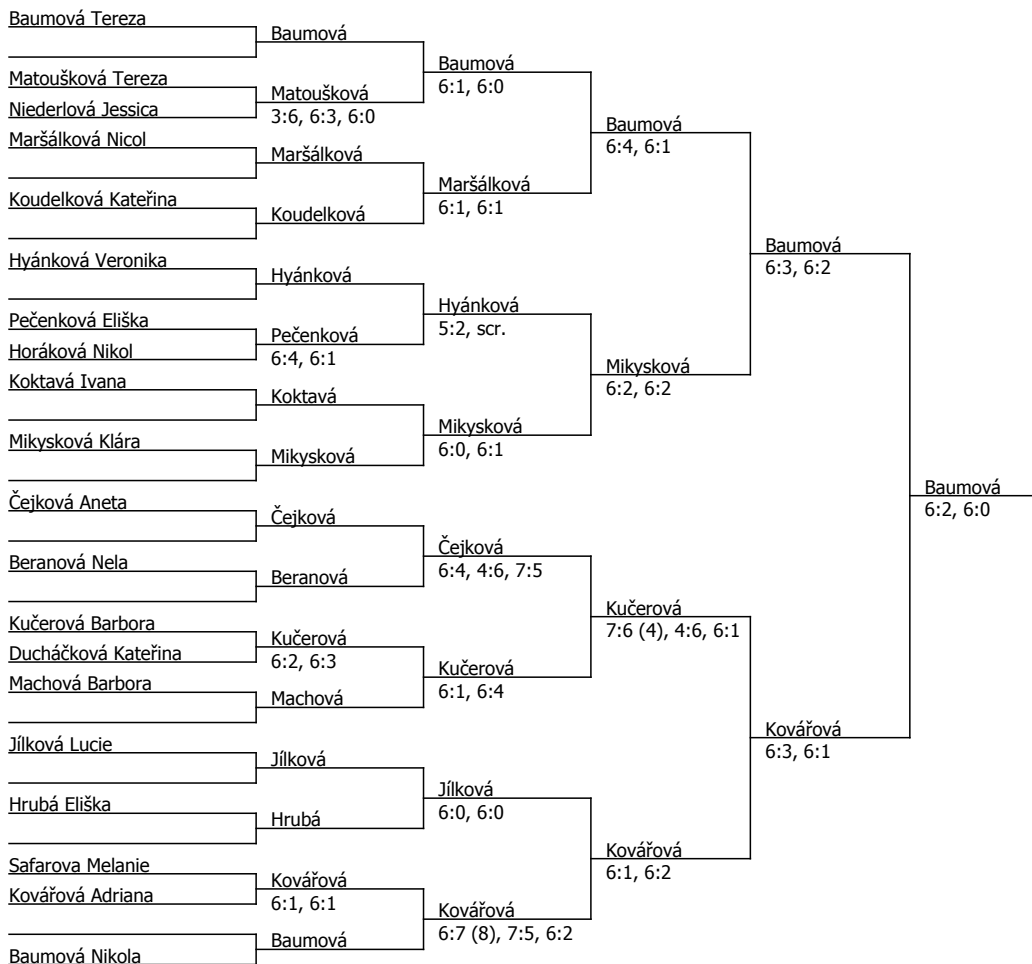 Baumová Tereza
Matoušková Tereza
Niederlová Jessica
Maršálková Nicol
Koudelková Kateřina
Hyánková Veronika
Pečenková Eliška
Horáková Nikol
Koktavá Ivana
Mikysková Klára
Čejková Aneta
Beranová Nela
Kučerová Barbora
Ducháčková Kateřina
Machová Barbora
Jílková Lucie
Hrubá Eliška
Safarova Melanie
Kovářová Adriana
Baumová Nikola
Baumová
Matoušková
3:6, 6:3, 6:0
Maršálková
Koudelková
Hyánková
Pečenková
6:4, 6:1
Koktavá
Mikysková
Čejková
Beranová
Kučerová
6:2, 6:3
Machová
Jílková
Hrubá
Kovářová
6:1, 6:1
Baumová
Baumová
6:1, 6:0
Maršálková
6:1, 6:1
Hyánková
5:2, scr.
Mikysková
6:0, 6:1
Čejková
6:4, 4:6, 7:5
Kučerová
6:1, 6:4
Jílková
6:0, 6:0
Kovářová
6:7 (8), 7:5, 6:2
Baumová
6:4, 6:1
Mikysková
6:2, 6:2
Kučerová
7:6 (4), 4:6, 6:1
Kovářová
6:1, 6:2
Baumová
6:3, 6:2
Kovářová
6:3, 6:1
Baumová
6:2, 6:0